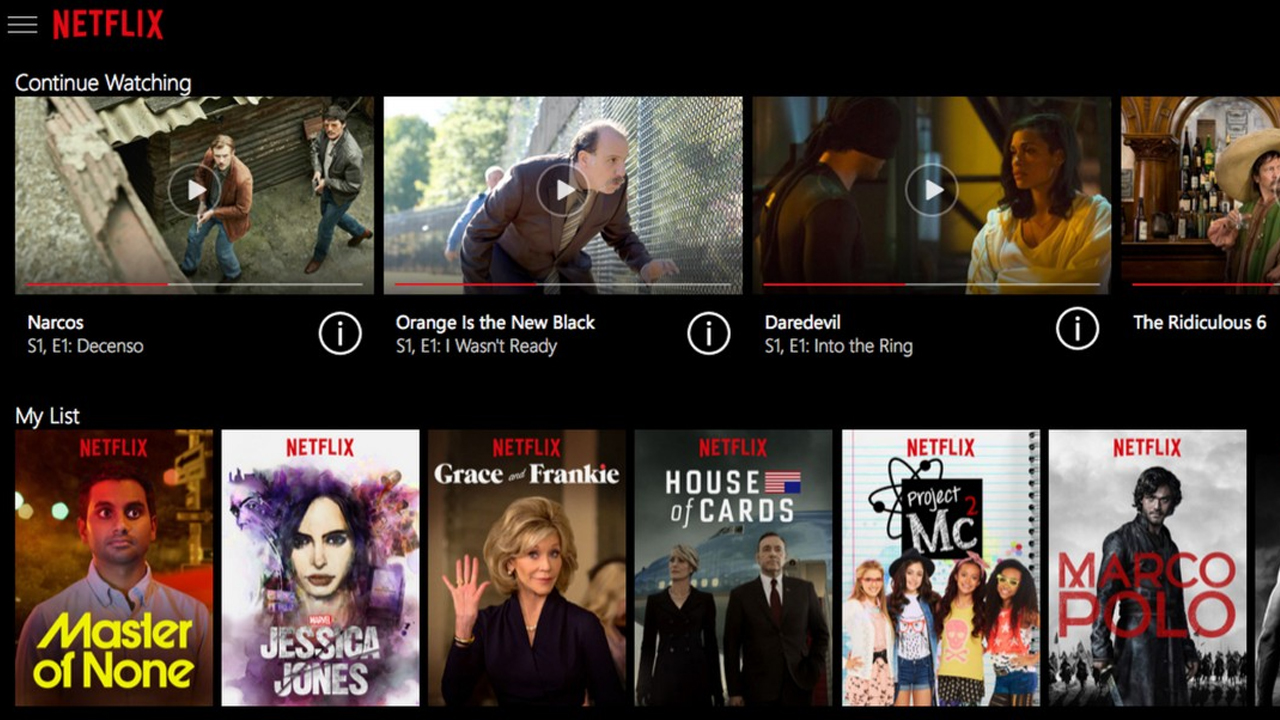 NETFLIX
Continue Watching
Narcos
S1, E1: Decenso
Orange Is the New Black
S1, E1: I Wasn't Ready
Daredevil
S1, E1: Into the Ring
The Ridiculous 6
My List
NETFLIX
Master
of None
NETFLIX
MARVEL
JESSICA
JONES
NETFLIX
Grace and Frankie
NETFLIX
HOUSE
of CARDS
NETFLIX
Project
Mc 2
NETFLIX
MARCO
POLO